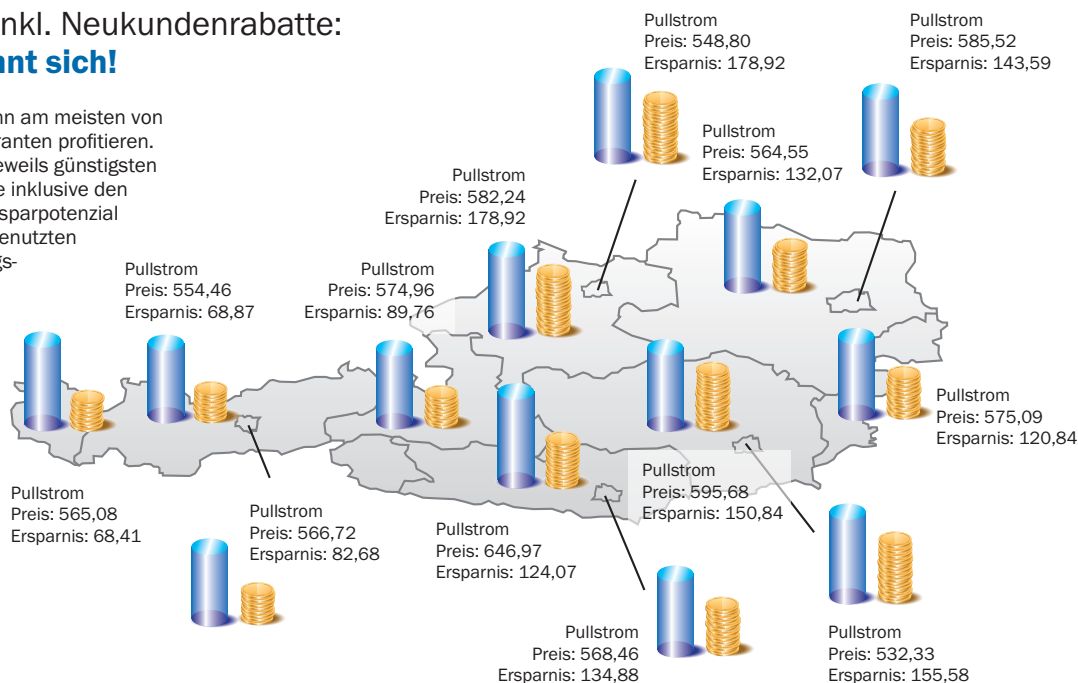 nkl. Neukundenrabatte:
nnt sich!
nn am meisten von
ranten profitieren.
eweils günstigsten
e inklusive den
sparpotenzial
enutzten
gs-
Pullstrom
Preis: 548,80
Ersparnis: 178,92
Pullstrom
Preis: 585,52
Ersparnis: 143,59
Pullstrom
Preis: 564,55
Ersparnis: 132,07
Pullstrom
Preis: 582,24
Ersparnis: 178,92
Pullstrom
Preis: 554,46
Ersparnis: 68,87
Pullstrom
Preis: 574,96
Ersparnis: 89,76
Pullstrom
Preis: 575,09
Ersparnis: 120,84
Pullstrom
Preis: 595,68
Ersparnis: 150,84
Pullstrom
Preis: 565,08
Ersparnis: 68,41
Pullstrom
Preis: 566,72
Ersparnis: 82,68
Pullstrom
Preis: 646,97
Ersparnis: 124,07
Pullstrom
Preis: 568,46
Ersparnis: 134,88
Pullstrom
Preis: 532,33
Ersparnis: 155,58